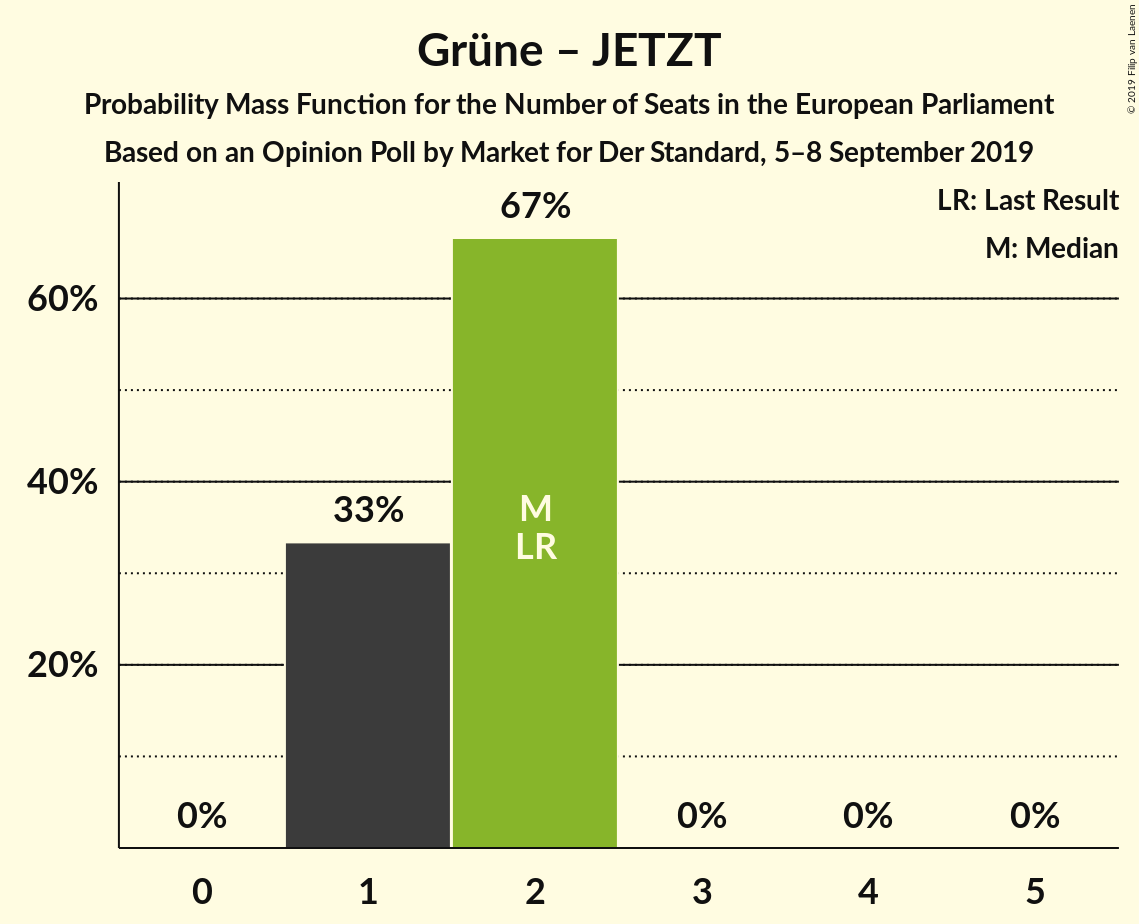 Grüne – JETZT
Probability Mass Function for the Number of Seats in the European Parliament
Based on an Opinion Poll by Market for Der Standard, 5–8 September 2019
© 2019 Filip van Laenen
LR: Last Result
M: Median
60%
40%
20%
0%
33%
67%
M
LR
0%
0%
0%
0
1
2
3
4
5